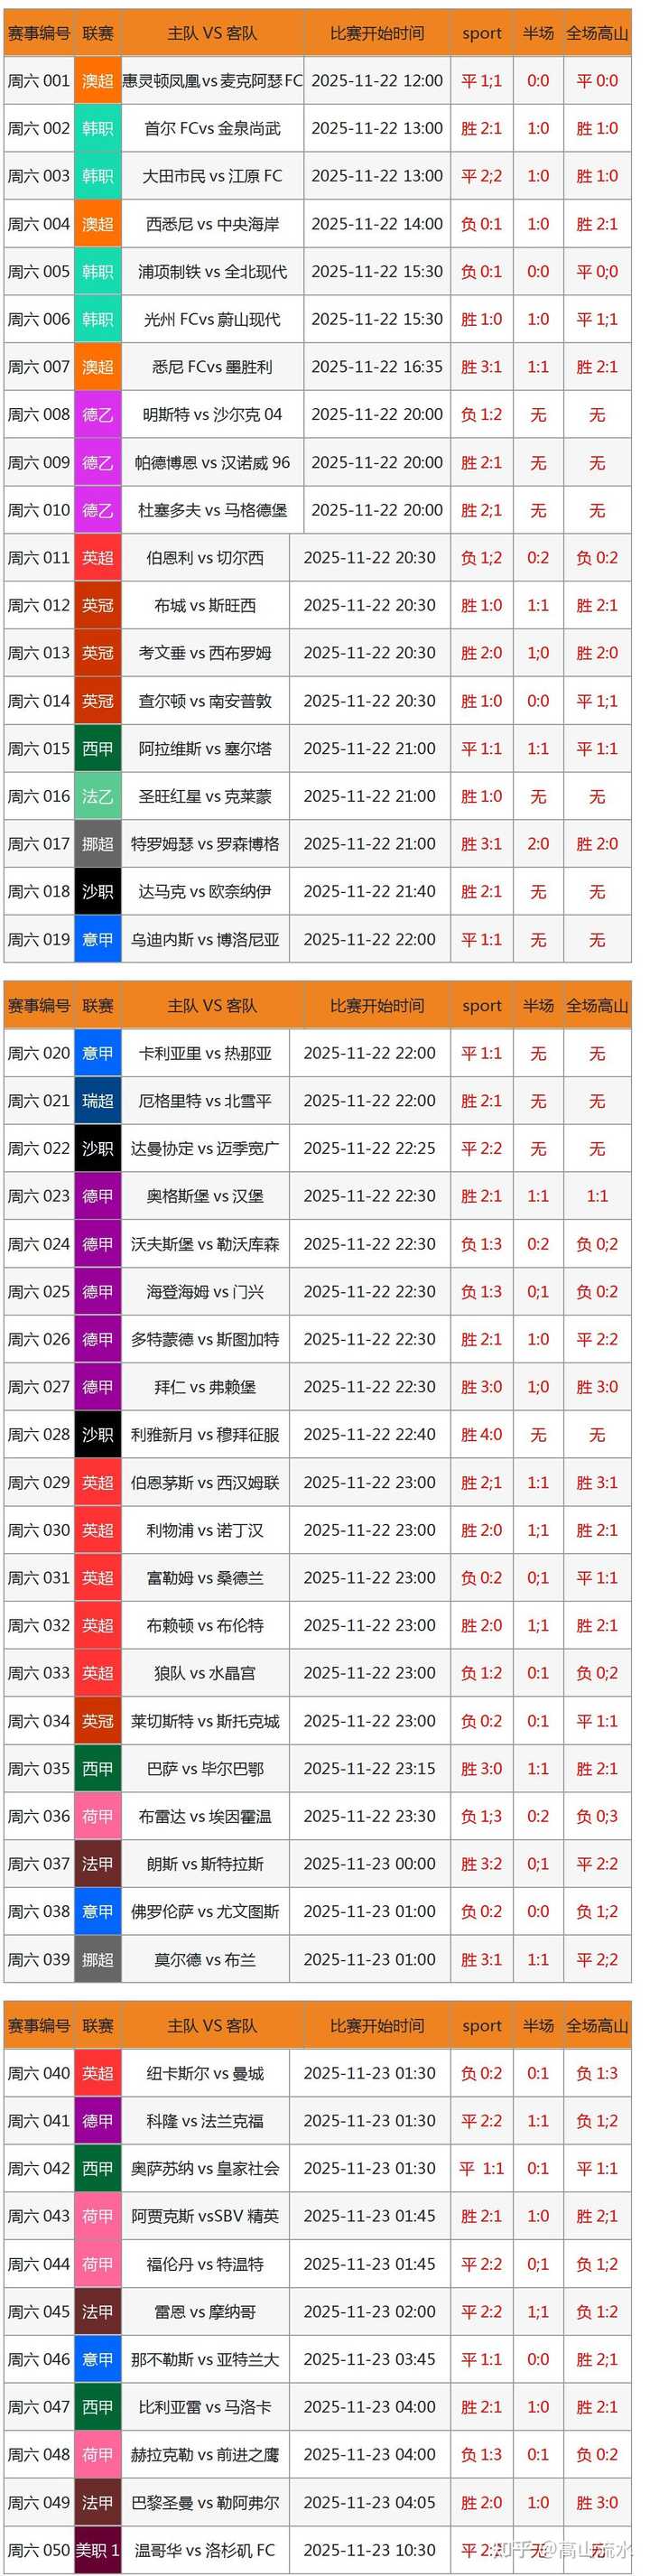 赛事编号 联赛 主队 VS 客队 比赛开始时间 sport 半场 全场高山
周六 001 澳超 惠灵顿凤凰vs麦克阿瑟FC 2025-11-22 12:00 平 1;1 0:0 平 0:0
周六 002 韩职 首尔 FCvs 金泉尚武 2025-11-22 13:00 胜 2:1 1:0 胜 1:0
周六 003 韩职 大田市民 vs 江原 FC 2025-11-22 13:00 平 2;2 1:0 胜 1:0
周六 004 澳超 西悉尼 vs 中央海岸 2025-11-22 14:00 负 0:1 1:0 胜 2:1
周六 005 韩职 浦项制铁 vs 全北现代 2025-11-22 15:30 负 0:1 0:0 平 0;0
周六 006 韩职 光州 FCvs 蔚山现代 2025-11-22 15:30 胜 1:0 1:0 平 1;1
周六 007 澳超 悉尼 FCvs 墨胜利 2025-11-22 16:35 胜 3:1 1:1 胜 2:1
周六 008 德乙 明斯特 vs 沙尔克 04 2025-11-22 20:00 负 1:2 无 无
周六 009 德乙 帕德博恩 vs 汉诺威 96 2025-11-22 20:00 胜 2:1 无 无
周六 010 德乙 杜塞多夫 vs 马格德堡 2025-11-22 20:00 胜 2;1 无 无
周六 011 英超 伯恩利 vs 切尔西 2025-11-22 20:30 负 1;2 0:2 负 0:2
周六 012 英冠 布城 vs 斯旺西 2025-11-22 20:30 胜 1:0 1:1 胜 2:1
周六 013 英冠 考文垂 vs 西布罗姆 2025-11-22 20:30 胜 2:0 1;0 胜 2:0
周六 014 英冠 查尔顿 vs 南安普敦 2025-11-22 20:30 胜 1:0 0:0 平 1;1
周六 015 西甲 阿拉维斯 vs 塞尔塔 2025-11-22 21:00 平 1:1 1:1 平 1:1
周六 016 法乙 圣旺红星 vs 克莱蒙 2025-11-22 21:00 胜 1:0 无 无
周六 017 挪超 特罗姆瑟 vs 罗森博格 2025-11-22 21:00 胜 3:1 2:0 胜 2:0
周六 018 沙职 达马克 vs 欧奈纳伊 2025-11-22 21:40 胜 2:1 无 无
周六 019 意甲 乌迪内斯 vs 博洛尼亚 2025-11-22 22:00 平 1:1 无 无
赛事编号 联赛 主队 VS 客队 比赛开始时间 sport 半场 全场高山
周六 020 意甲 卡利亚里 vs 热那亚 2025-11-22 22:00 平 1:1 无 无
周六 021 瑞超 厄格里特 vs 北雪平 2025-11-22 22:00 胜 2:1 无 无
周六 022 沙职 达曼协定 vs 迈季宽广 2025-11-22 22:25 平 2:2 无 无
周六 023 德甲 奥格斯堡 vs 汉堡 2025-11-22 22:30 胜 2:1 1:1 1:1
周六 024 德甲 沃夫斯堡 vs 勒沃库森 2025-11-22 22:30 负 1:3 0:2 负 0;2
周六 025 德甲 海登海姆 vs 门兴 2025-11-22 22:30 负 1:3 0;1 负 0:2
周六 026 德甲 多特蒙德 vs 斯图加特 2025-11-22 22:30 胜 2:1 1:0 平 2:2
周六 027 德甲 拜仁 vs 弗赖堡 2025-11-22 22:30 胜 3:0 1;0 胜 3:0
周六 028 沙职 利雅新月 vs 穆拜征服 2025-11-22 22:40 胜 4:0 无 无
周六 029 英超 伯恩茅斯 vs 西汉姆联 2025-11-22 23:00 胜 2;1 1:1 胜 3:1
周六 030 英超 利物浦 vs 诺丁汉 2025-11-22 23:00 胜 2:0 1;1 胜 2:1
周六 031 英超 富勒姆 vs 桑德兰 2025-11-22 23:00 负 0:2 0;1 平 1:1
周六 032 英超 布赖顿 vs 布伦特 2025-11-22 23:00 胜 2:0 1;1 胜 2:1
周六 033 英超 狼队 vs 水晶宫 2025-11-22 23:00 负 1:2 0:1 负 0;2
周六 034 英冠 莱切斯特 vs 斯托克城 2025-11-22 23:00 负 0:2 0:1 平 1:1
周六 035 西甲 巴萨 vs 毕尔巴鄂 2025-11-22 23:15 胜 3:0 1:1 胜 2:1
周六 036 荷甲 布雷达 vs 埃因霍温 2025-11-22 23:30 负 1;3 0:2 负 0;3
周六 037 法甲 朗斯 vs 斯特拉斯 2025-11-23 00:00 胜 3:2 0;1 平 2:2
周六 038 意甲 佛罗伦萨 vs 尤文图斯 2025-11-23 01:00 负 0:2 0:0 负 1;2
周六 039 挪超 莫尔德 vs 布兰 2025-11-23 01:00 胜 3:1 1:1 平 2;2
赛事编号 联赛 主队 VS 客队 比赛开始时间 sport 半场 全场高山
周六 040 英超 纽卡斯尔 vs 曼城 2025-11-23 01:30 负 0:2 0:1 负 1:3
周六 041 德甲 科隆 vs 法兰克福 2025-11-23 01:30 平 2:2 1:1 负 1;2
周六 042 西甲 奥萨苏纳 vs 皇家社会 2025-11-23 01:30 平 1:1 0:1 平 1:1
周六 043 荷甲 阿贾克斯 vsSBV 精英 2025-11-23 01:45 胜 2:1 1:0 胜 2;1
周六 044 荷甲 福伦丹 vs 特温特 2025-11-23 01:45 平 2:2 0;1 负 1;2
周六 045 法甲 雷恩 vs 摩纳哥 2025-11-23 02:00 平 2:2 1;1 负 1:2
周六 046 意甲 那不勒斯 vs 亚特兰大 2025-11-23 03:45 平 1:1 0:0 胜 2;1
周六 047 西甲 比利亚雷 vs 马洛卡 2025-11-23 04:00 胜 2:1 1:0 胜 2:1
周六 048 荷甲 赫拉克勒 vs 前进之鹰 2025-11-23 04:00 负 1:3 0:1 负 0:2
周六 049 法甲 巴黎圣曼 vs 勒阿弗尔 2025-11-23 04:05 胜 2:0 1:0 胜 3:0
周六 050 美职 1 温哥华 vs 洛杉矶 FC 2025-11-23 10:30 平 2:2 无 无
知乎 @高山流水